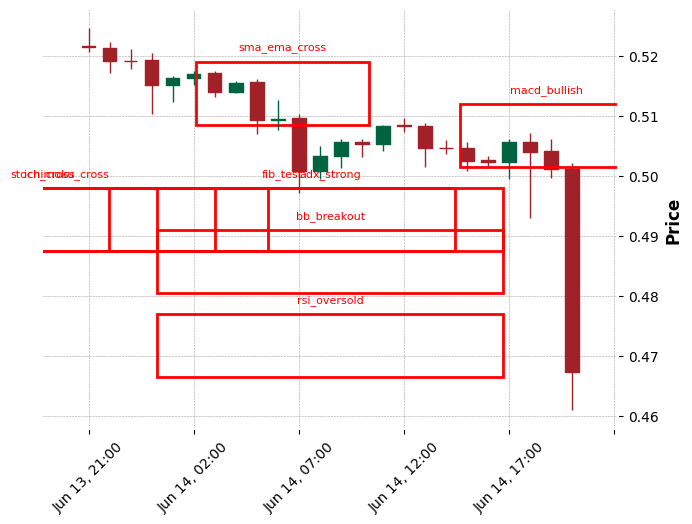 sma_ema_cross
macd_bullish
stoch_cross
ichimoku_cross
fib_test
adx_strong
bb_breakout
rsi_oversold
0.52
0.51
0.50
0.49
0.48
0.47
0.46
Price
Jun 13, 21:00
Jun 14, 02:00
Jun 14, 07:00
Jun 14, 12:00
Jun 14, 17:00